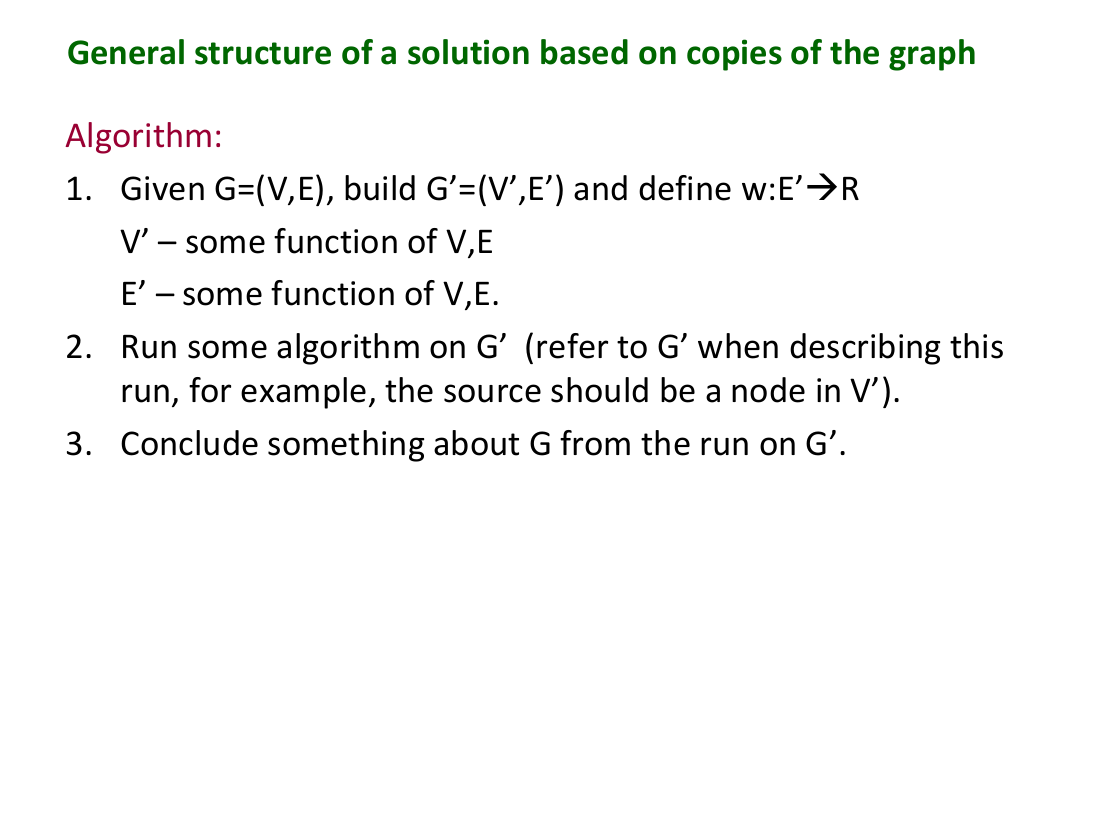 General structure of a solution based on copies of the graph
Algorithm:
1. Given G=(V,E), build G’=(V’,E’) and define w:E’→R
V’ – some function of V,E
E’ – some function of V,E.
2. Run some algorithm on G’ (refer to G’ when describing this
run, for example, the source should be a node in V’).
3. Conclude something about G from the run on G’.